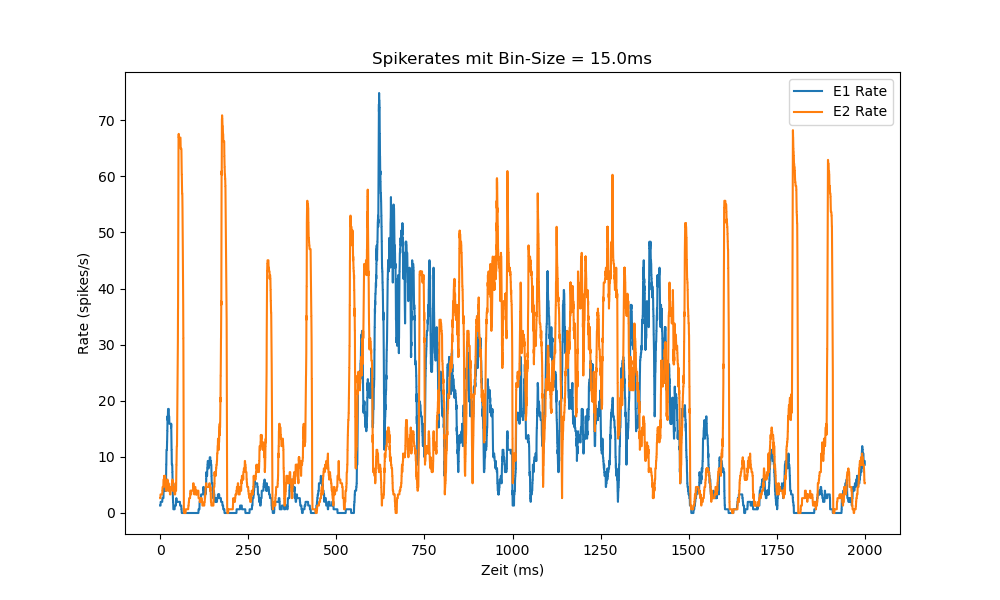 Spikerates mit Bin-Size = 15.0ms
E1 Rate
E2 Rate
70
60
50
40
30
20
10
0
Rate (spikes/s)
0 250 500 750 1000 1250 1500 1750 2000
Zeit (ms)